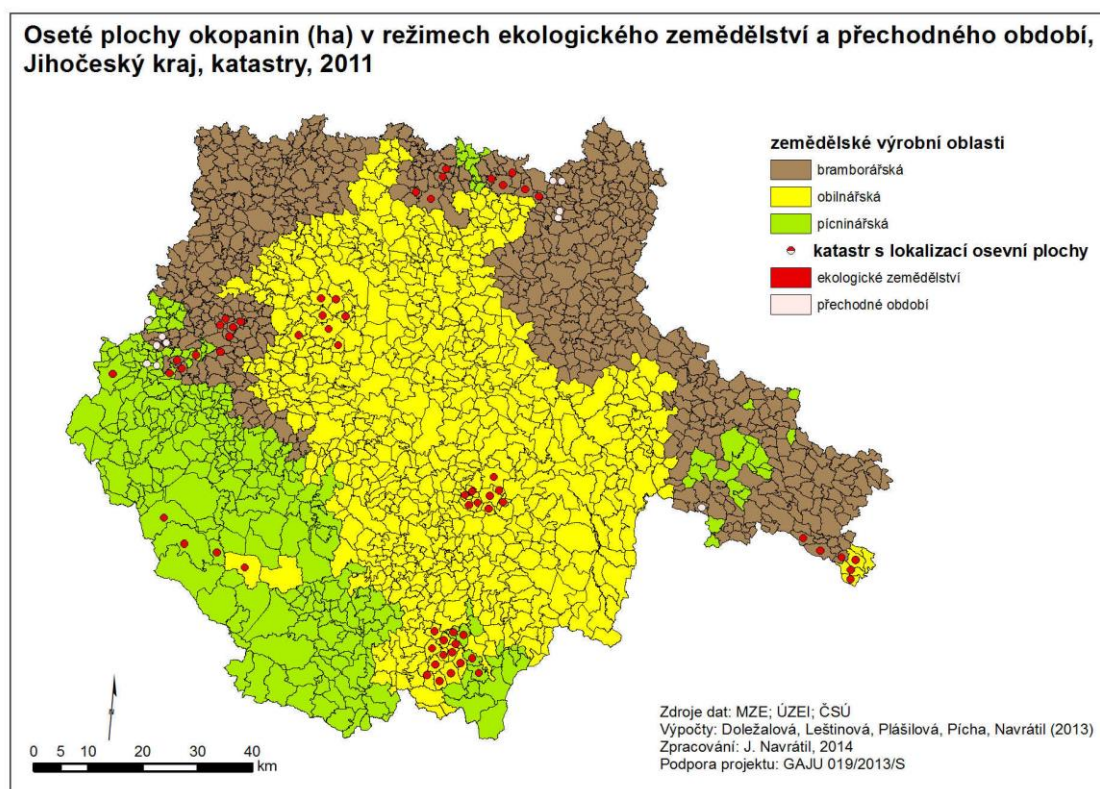 Oseté plochy okopanin (ha) v režimech ekologického zemědělství a přechodného období,
Jihočeský kraj, katastry, 2011
zemědělské výrobní oblasti
bramborářská
obilnářská
pícninářská
katastr s lokalizací osevní plochy
ekologické zemědělství
přechodné období
N
0 5 10 20 30 40
km
Zdroje dat: MZE; ÚZEI; ČSÚ
Výpočty: Doležalová, Leštinová, Plášilová, Pícha, Navrátil (2013)
Zpracování: J. Navrátil, 2014
Podpora projektu: GAJU 019/2013/S